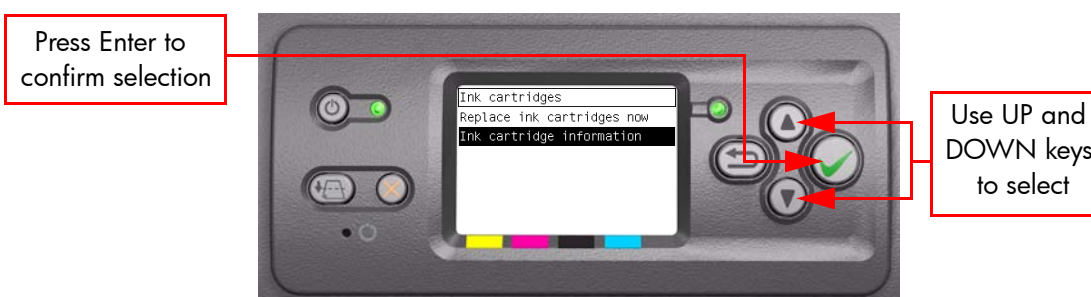 Press Enter to
confirm selection
Ink cartridges
Replace ink cartridges now
Ink cartridge information
Use UP and
DOWN keys
to select